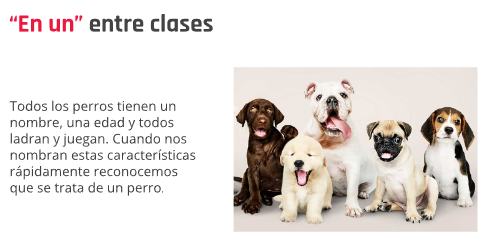 “En un” entre clases
Todos los perros tienen un
nombre, una edad y todos
ladran y juegan. Cuando nos
nombran estas características
rápidamente reconocemos
que se trata de un perro.